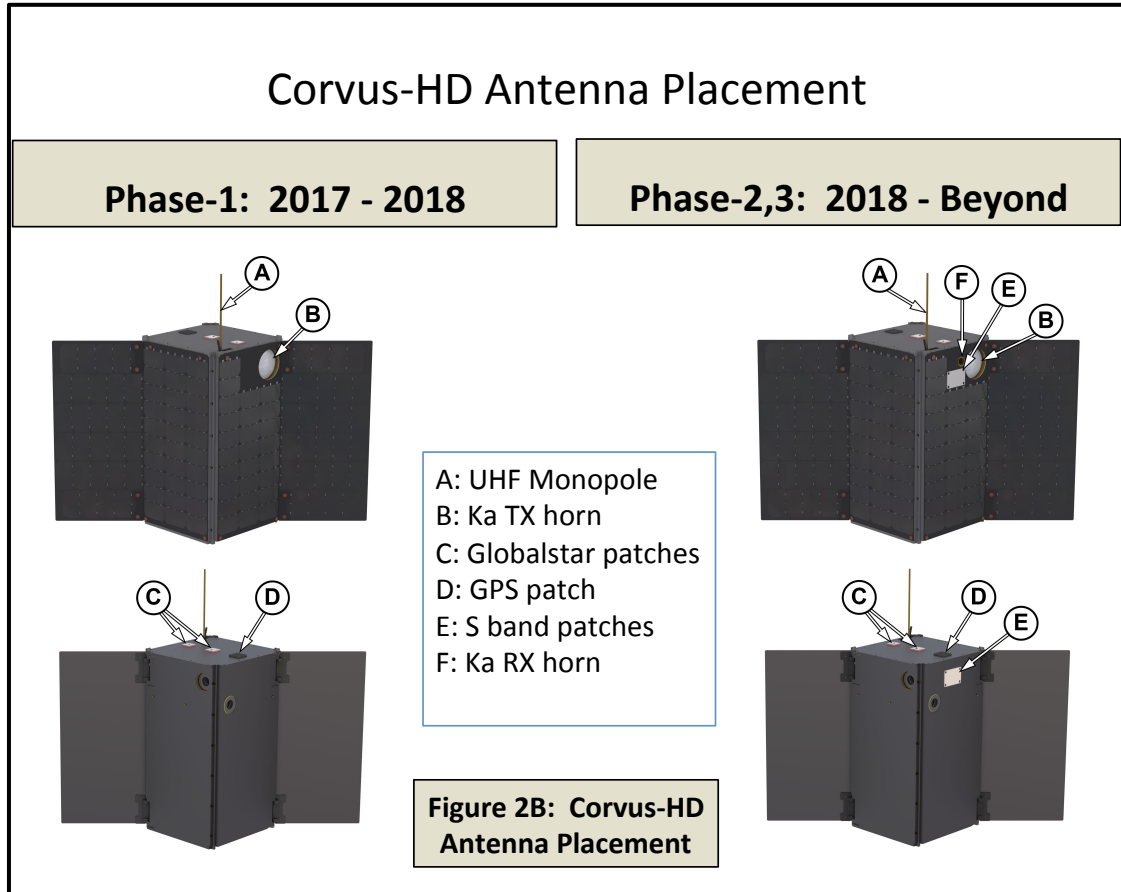 Corvus-HD Antenna Placement
Phase-1: 2017 - 2018
Phase-2,3: 2018 - Beyond
A
B
A
F
E
B
A: UHF Monopole
B: Ka TX horn
C: Globalstar patches
D: GPS patch
E: S band patches
F: Ka RX horn
C
D
C
D
E
Figure 2B: Corvus-HD
Antenna Placement